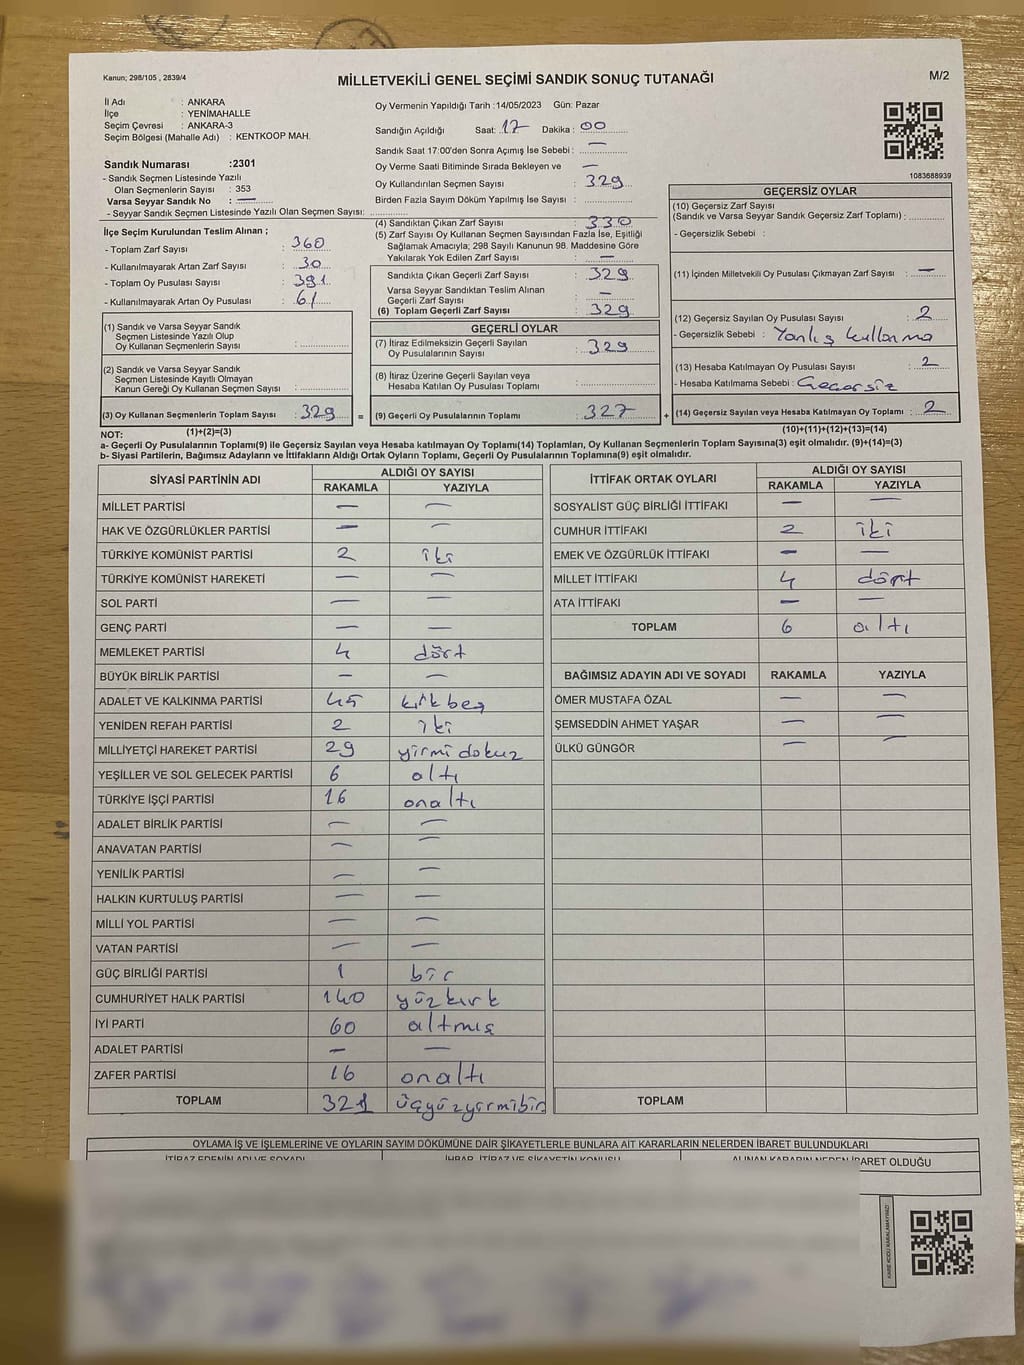 Kanun; 298/105 , 2839/4
MİLLETVEKİLİ GENEL SEÇİMİ SANDIK SONUÇ TUTANAĞI
M/2
İl Adı : ANKARA
İlçe : YENİMAHALLE
Seçim Çevresi : ANKARA-3
Seçim Bölgesi (Mahalle Adı) : KENTKOOP MAH.
Sandık Numarası :2301
- Sandık Seçmen Listesinde Yazılı
Olan Seçmenlerin Sayısı : 353
Varsa Seyyar Sandık No : —
- Seyyar Sandık Seçmen Listesinde Yazılı Olan Seçmen Sayısı:
İlçe Seçim Kurulundan Teslim Alınan ;
- Toplam Zarf Sayısı : 360
- Kullanılmayarak Artan Zarf Sayısı : 30
- Toplam Oy Pusulası Sayısı : 391
- Kullanılmayarak Artan Oy Pusulası : 61
(1) Sandık ve Varsa Seyyar Sandık
Seçmen Listesinde Yazılı Olup
Oy Kullanan Seçmenlerin Sayısı :
(2) Sandık ve Varsa Seyyar Sandık
Seçmen Listesinde Kayıtlı Olmayan
Kanun Gereği Oy Kullanan Seçmen Sayısı :
(3) Oy Kullanan Seçmenlerin Toplam Sayısı : 329 =
(1)+(2)=(3)
Oy Vermenin Yapıldığı Tarih :14/05/2023 Gün: Pazar
Sandığın Açıldığı Saat: 17 Dakika : 00
Sandık Saat 17:00'den Sonra Açımış İse Sebebi : —
Oy Verme Saati Bitiminde Sırada Bekleyen ve —
Oy Kullandırılan Seçmen Sayısı : 329
Birden Fazla Sayım Döküm Yapılmış İse Sayısı :
(4) Sandıktan Çıkan Zarf Sayısı : 330
(5) Zarf Sayısı Oy Kullanan Seçmen Sayısından Fazla İse, Eşitliği
Sağlamak Amacıyla; 298 Sayılı Kanunun 98. Maddesine Göre
Yakılarak Yok Edilen Zarf Sayısı : —
Sandıkta Çıkan Geçerli Zarf Sayısı : 329
Varsa Seyyar Sandıktan Teslim Alınan
Geçerli Zarf Sayısı : —
(6) Toplam Geçerli Zarf Sayısı : 329
GEÇERLİ OYLAR
(7) İtiraz Edilmeksizin Geçerli Sayılan
Oy Pusulalarının Sayısı : 329
(8) İtiraz Üzerine Geçerli Sayılan veya
Hesaba Katılan Oy Pusulası Toplamı :
(9) Geçerli Oy Pusulalarının Toplamı : 327 +
1083688939
GEÇERSİZ OYLAR
(10) Geçersiz Zarf Sayısı
(Sandık ve Varsa Seyyar Sandık Geçersiz Zarf Toplamı) :
- Geçersizlik Sebebi :
(11) İçinden Milletvekili Oy Pusulası Çıkmayan Zarf Sayısı : —
(12) Geçersiz Sayılan Oy Pusulası Sayısı : 2
- Geçersizlik Sebebi : Yanlış kullanma
(13) Hesaba Katılmayan Oy Pusulası Sayısı : 2
- Hesaba Katılmama Sebebi : Geçersiz
(14) Geçersiz Sayılan veya Hesaba Katılmayan Oy Toplamı : 2
(10)+(11)+(12)+(13)=(14)
NOT:
a- Geçerli Oy Pusulalarının Toplamı(9) ile Geçersiz Sayılan veya Hesaba katılmayan Oy Toplamı(14) Toplamları, Oy Kullanan Seçmenlerin Toplam Sayısına(3) eşit olmalıdır. (9)+(14)=(3)
b- Siyasi Partilerin, Bağımsız Adayların ve İttifakların Aldığı Ortak Oyların Toplamı, Geçerli Oy Pusulalarının Toplamına(9) eşit olmalıdır.
SİYASİ PARTİNİN ADI ALDIĞI OY SAYISI
RAKAMLA YAZIYLA
MİLLET PARTİSİ — —
HAK VE ÖZGÜRLÜKLER PARTİSİ — —
TÜRKİYE KOMÜNİST PARTİSİ 2 iki
TÜRKİYE KOMÜNİST HAREKETİ — —
SOL PARTİ — —
GENÇ PARTİ — —
MEMLEKET PARTİSİ 4 dört
BÜYÜK BİRLİK PARTİSİ — —
ADALET VE KALKINMA PARTİSİ 45 kırkbeş
YENİDEN REFAH PARTİSİ 2 iki
MİLLİYETÇİ HAREKET PARTİSİ 29 yirmi dokuz
YEŞİLLER VE SOL GELECEK PARTİSİ 6 altı
TÜRKİYE İŞÇİ PARTİSİ 16 onaltı
ADALET BİRLİK PARTİSİ — —
ANAVATAN PARTİSİ — —
YENİLİK PARTİSİ — —
HALKIN KURTULUŞ PARTİSİ — —
MİLLİ YOL PARTİSİ — —
VATAN PARTİSİ — —
GÜÇ BİRLİĞİ PARTİSİ 1 bir
CUMHURİYET HALK PARTİSİ 140 yüzkırk
İYİ PARTİ 60 altmış
ADALET PARTİSİ — —
ZAFER PARTİSİ 16 onaltı
TOPLAM 321 üçyüzyirmibir
İTTİFAK ORTAK OYLARI ALDIĞI OY SAYISI
RAKAMLA YAZIYLA
SOSYALİST GÜÇ BİRLİĞİ İTTİFAKI — —
CUMHUR İTTİFAKI 2 iki
EMEK VE ÖZGÜRLÜK İTTİFAKI — —
MİLLET İTTİFAKI 4 dört
ATA İTTİFAKI — —
TOPLAM 6 altı
BAĞIMSIZ ADAYIN ADI VE SOYADI RAKAMLA YAZIYLA
ÖMER MUSTAFA ÖZAL — —
ŞEMSEDDİN AHMET YAŞAR — —
ÜLKÜ GÜNGÖR — —
TOPLAM
OYLAMA İŞ VE İŞLEMLERİNE VE OYLARIN SAYIM DÖKÜMÜNE DAİR ŞİKAYETLERLE BUNLARA AİT KARARLARIN NELERDEN İBARET BULUNDUKLARI
İTİRAZ EDENİN ADI VE SOYADI İHBAR, İTİRAZ VE ŞİKAYETİN KONUSU ALINAN KARARIN NEDEN İBARET OLDUĞU
KARE KODU KARALAMAYINIZ!